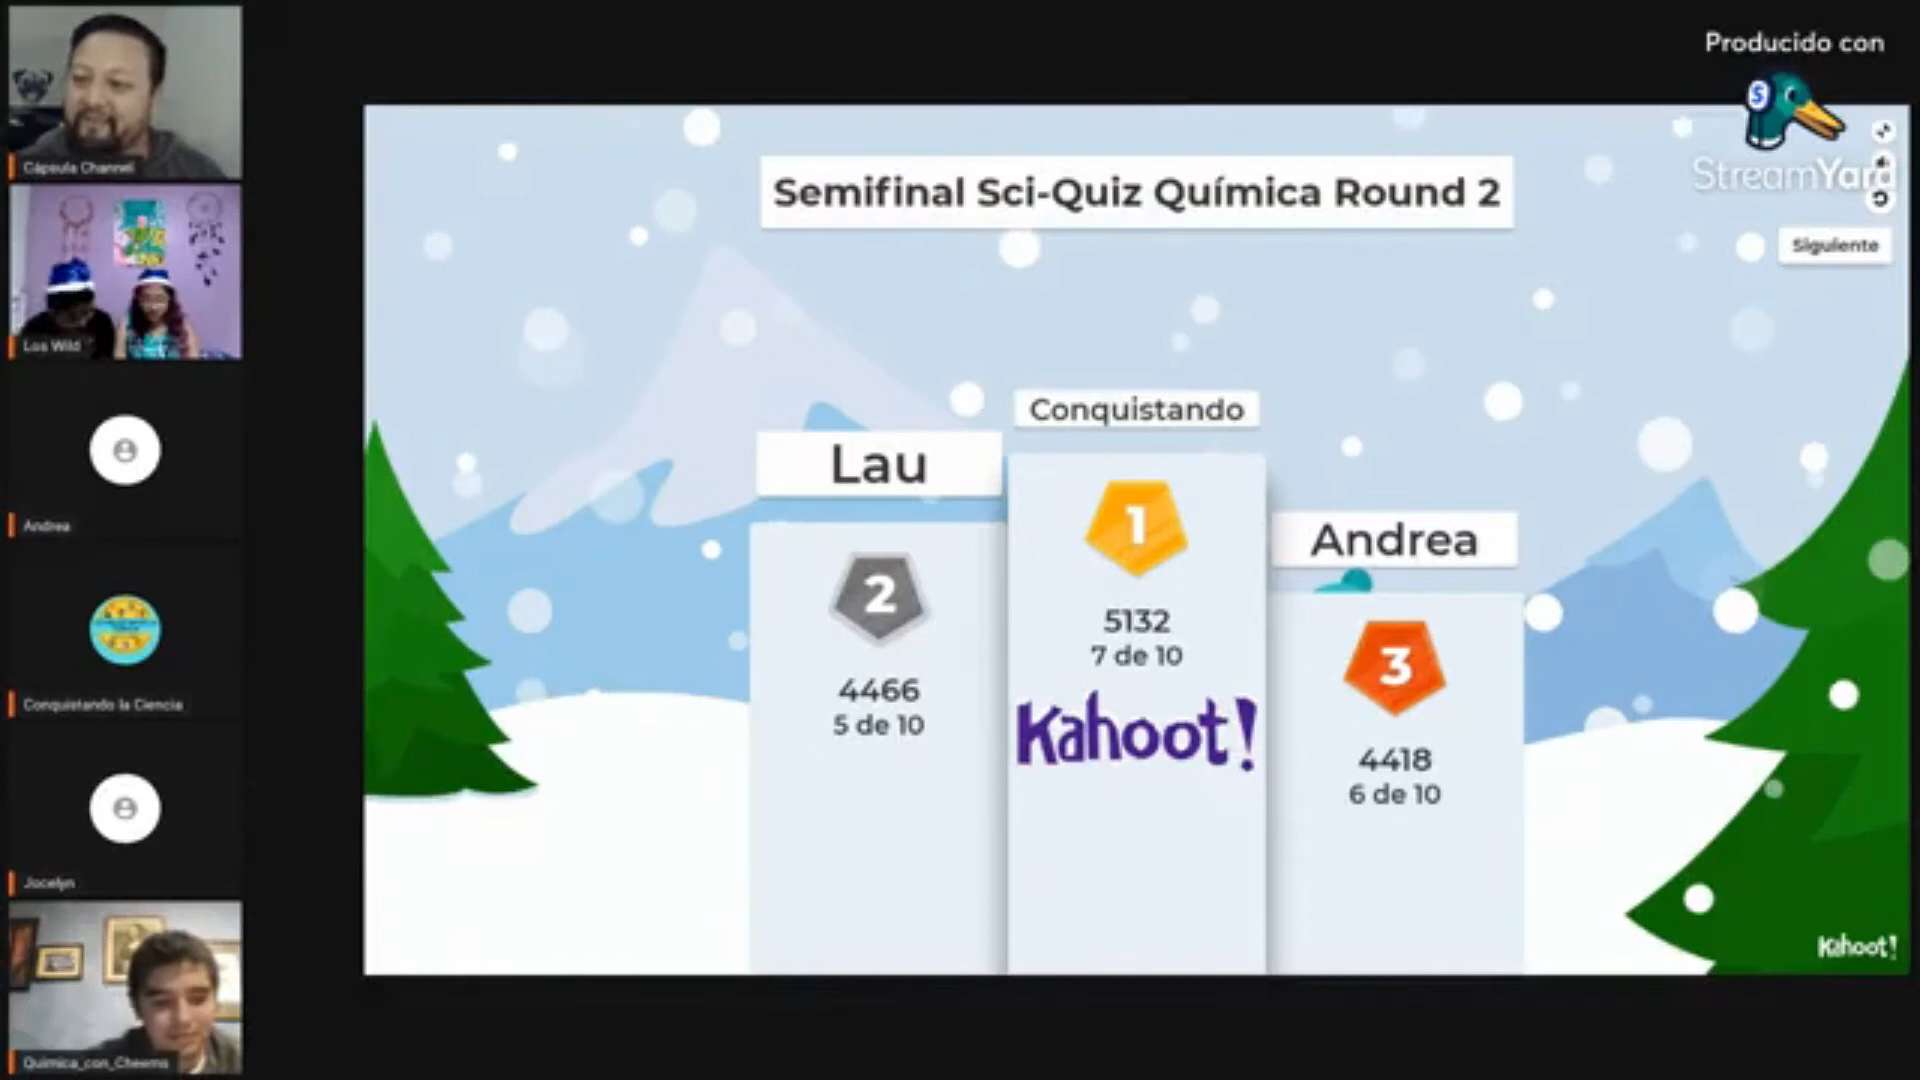 Producido con
StreamYard
Cápsula Channel
Los Wild
Andrea
Conquistando la Ciencia
Jocelyn
Quimica_con_Cheems
Semifinal Sci-Quiz Química Round 2
Siguiente
Conquistando
1
5132
7 de 10
Kahoot!
Lau
2
4466
5 de 10
Andrea
3
4418
6 de 10
Kahoot!